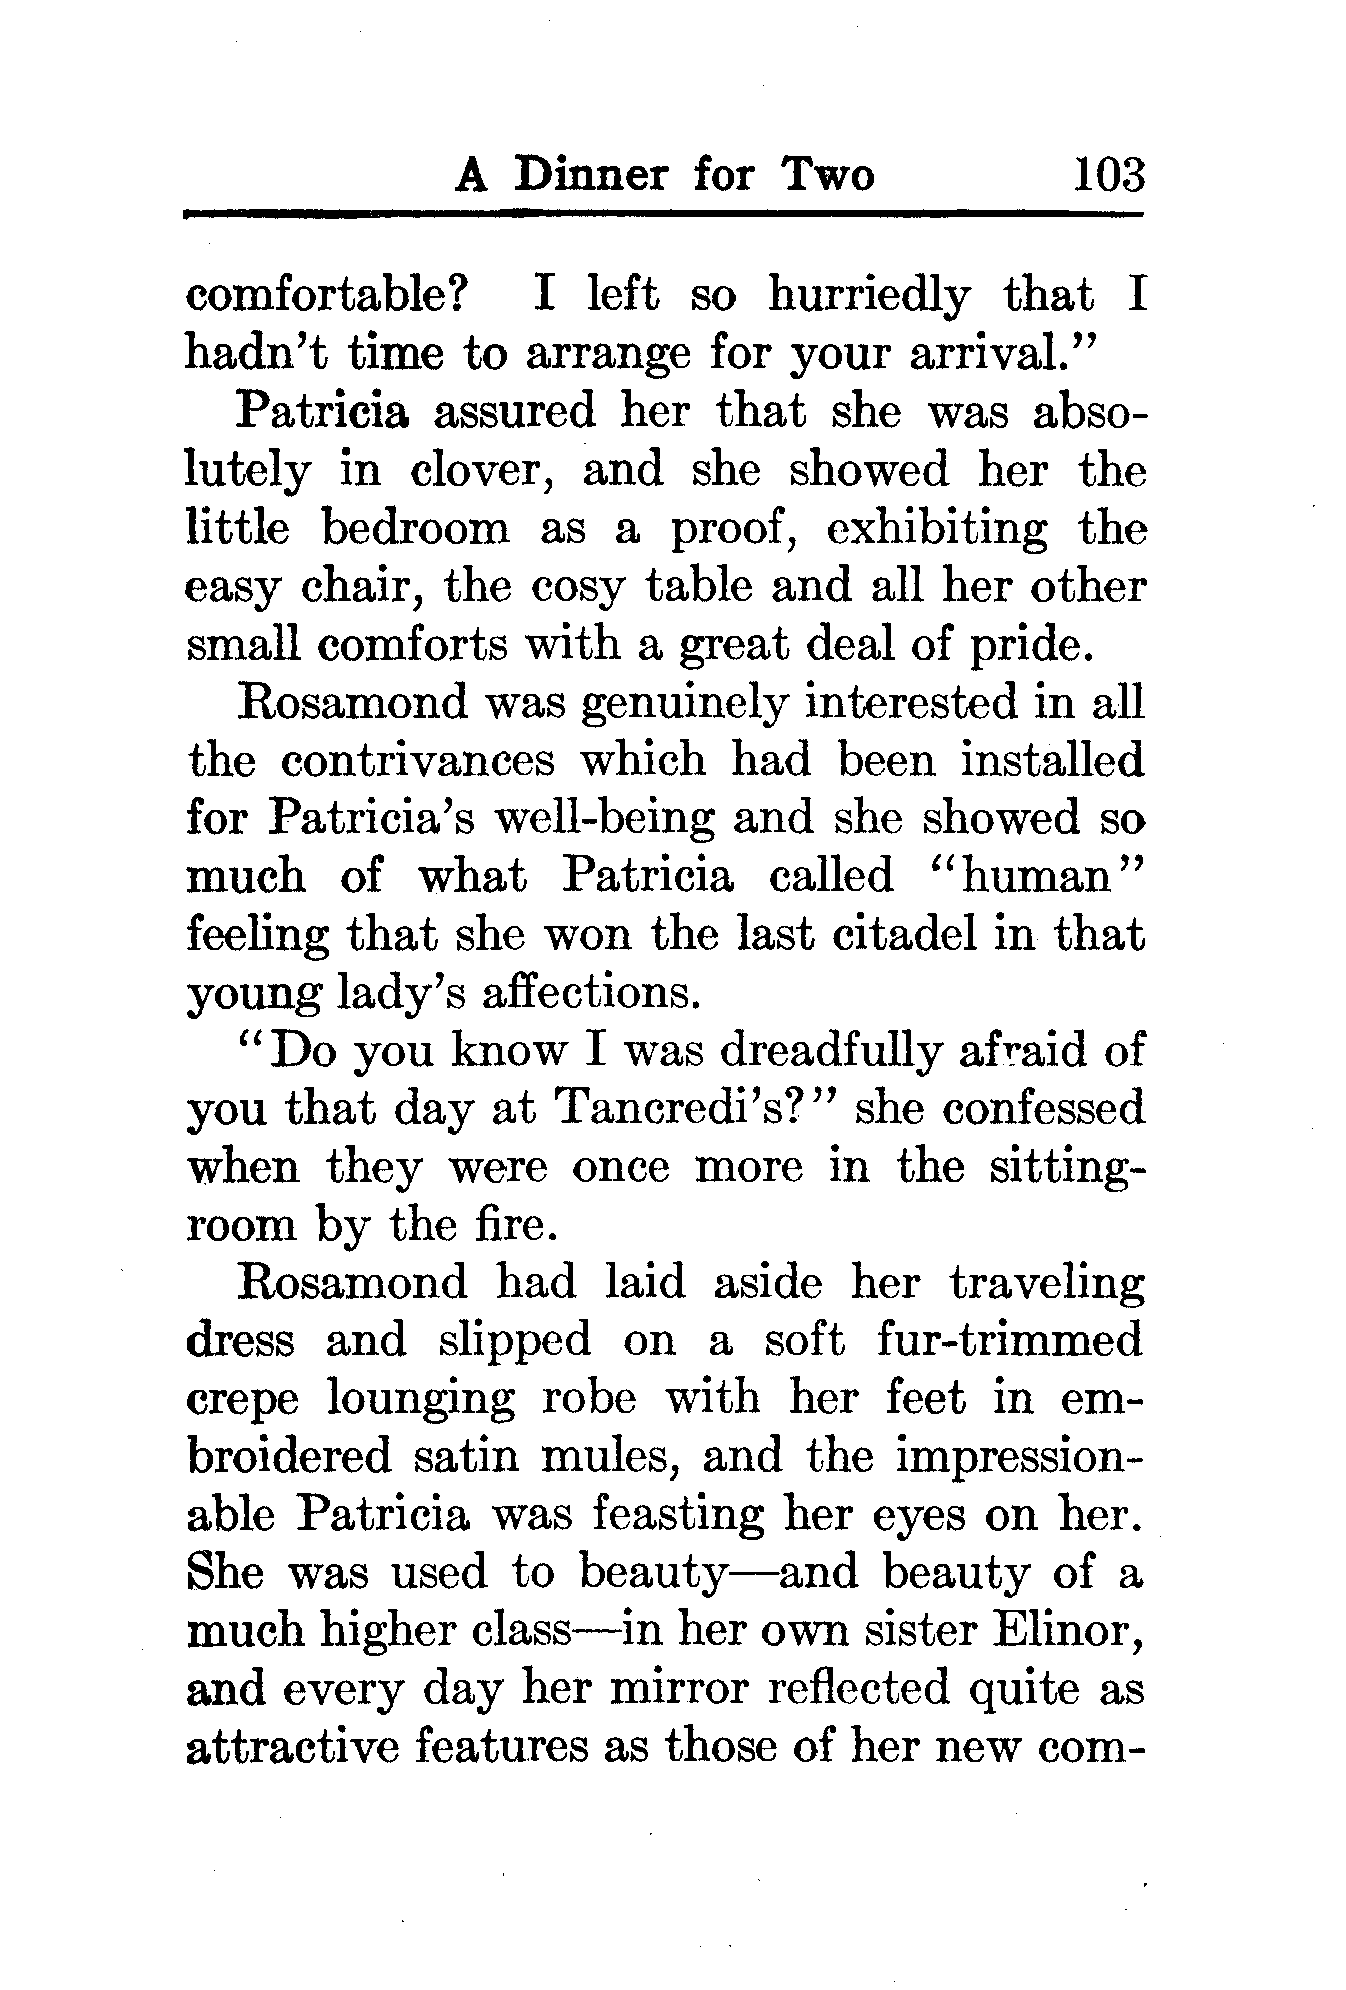 A Dinner for Two 103
comfortable? I left so hurriedly that I
hadn't time to arrange for your arrival."
Patricia assured her that she was abso-
lutely in clover, and she showed her the
little bedroom as a proof, exhibiting the
easy chair, the cosy table and all her other
small comforts with a great deal of pride.
Rosamond was genuinely interested in all
the contrivances which had been installed
for Patricia's well-being and she showed so
much of what Patricia called "human"
feeling that she won the last citadel in that
young lady's affections.
"Do you know I was dreadfully afraid of
you that day at Tancredi's?" she confessed
when they were once more in the sitting-
room by the fire.
Rosamond had laid aside her traveling
dress and slipped on a soft fur-trimmed
crepe lounging robe with her feet in em-
broidered satin mules, and the impression-
able Patricia was feasting her eyes on her.
She was used to beauty—and beauty of a
much higher class—in her own sister Elinor,
and every day her mirror reflected quite as
attractive features as those of her new com-